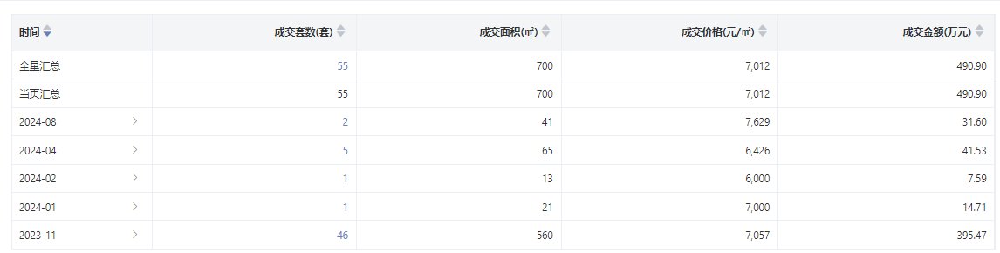 时间 成交套数(套) 成交面积(㎡) 成交价格(元/㎡) 成交金额(万元)
全量汇总 55 700 7,012 490.90
当页汇总 55 700 7,012 490.90
2024-08 2 41 7,629 31.60
2024-04 5 65 6,426 41.53
2024-02 1 13 6,000 7.59
2024-01 1 21 7,000 14.71
2023-11 46 560 7,057 395.47